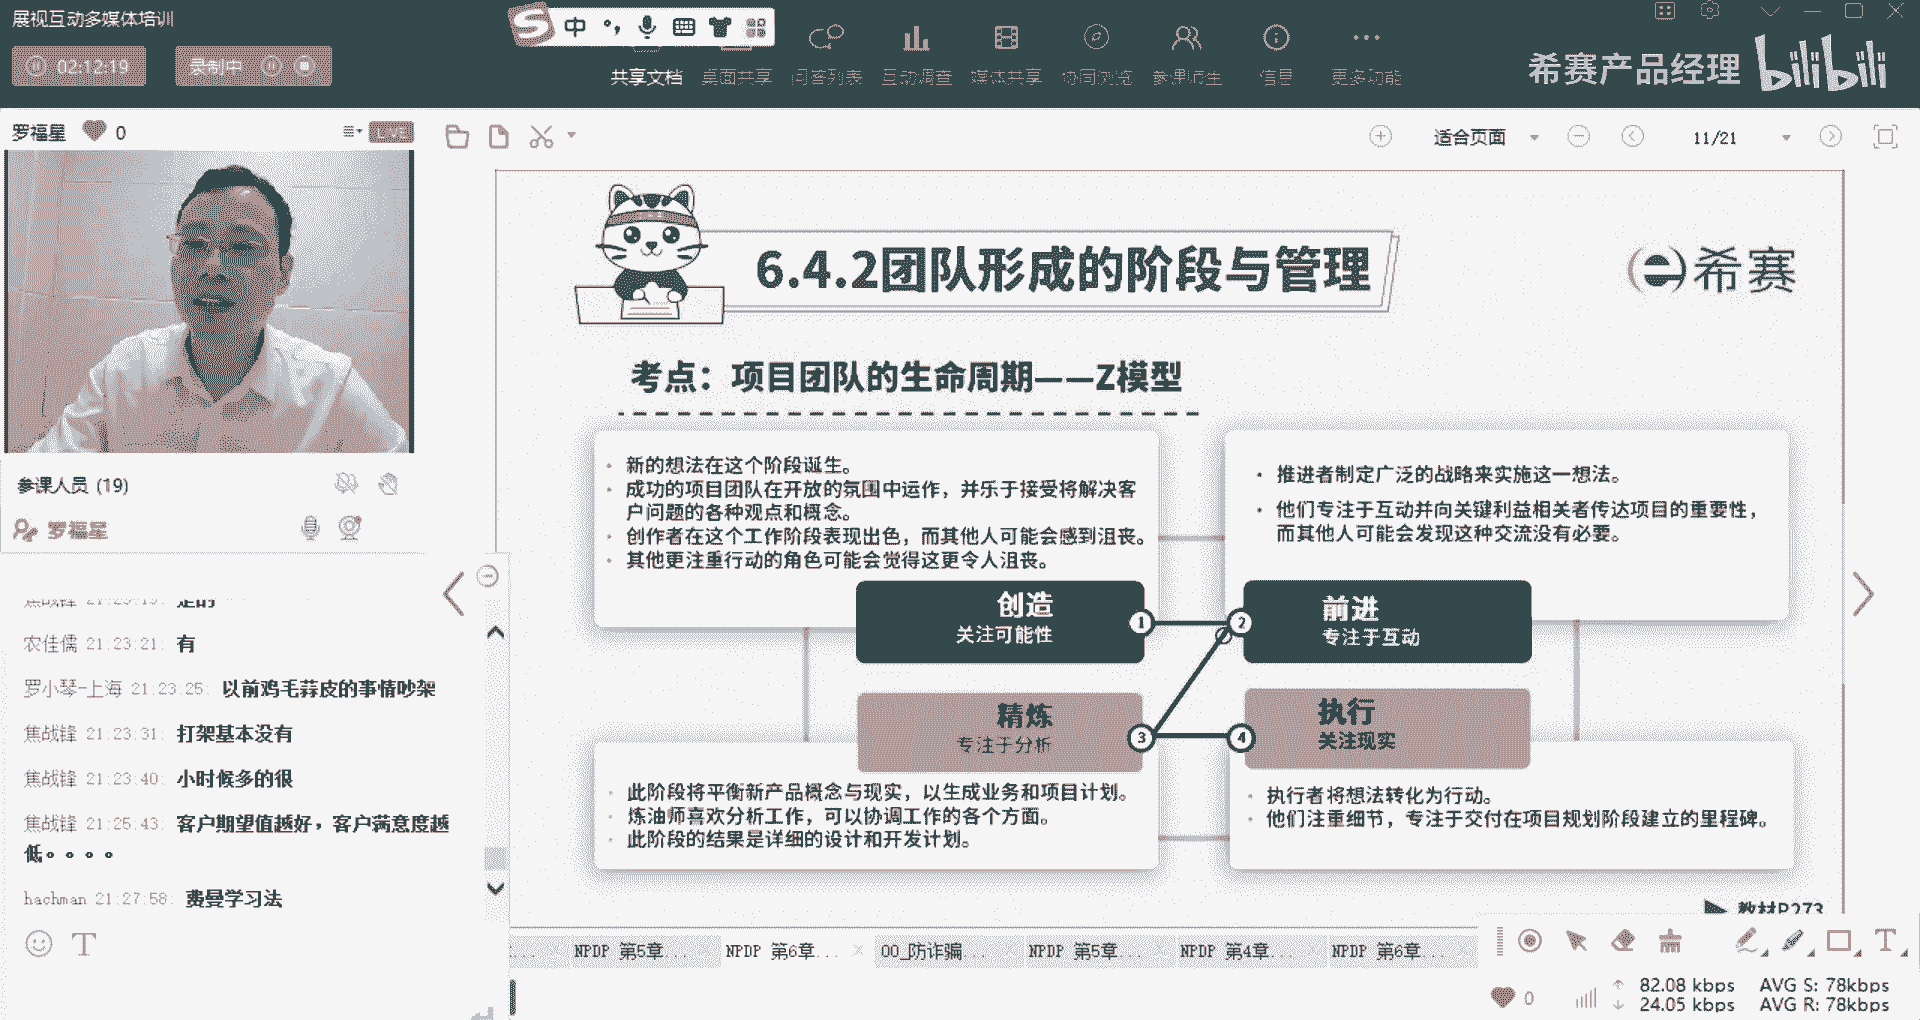 展视互动多媒体培训
02:12:19
录制中
中
共享文档
桌面共享
问答列表
互动调查
媒体共享
协同浏览
参课师生
信息
更多功能
希赛产品经理
bilibili
罗福星
0
LIVE
适合页面
11/21
参课人员 (19)
罗福星
焦战锋 21:23:15: 是的
农佳儒 21:23:21: 有
罗小琴-上海 21:23:25: 以前鸡毛蒜皮的事情吵架
焦战锋 21:23:31: 打架基本没有
焦战锋 21:23:40: 小时候多的很
焦战锋 21:25:43: 客户期望值越好，客户满意度越
低。。。。
hachman 21:27:58: 费曼学习法
6.4.2团队形成的阶段与管理
希赛
考点：项目团队的生命周期——Z模型
新的想法在这个阶段诞生。
成功的项目团队在开放的氛围中运作，并乐于接受将解决客
户问题的各种观点和概念。
创作者在这个工作阶段表现出色，而其他人可能会感到沮丧。
其他更注重行动的角色可能会觉得这更令人沮丧。
创造
关注可能性
1
推进者制定广泛的战略来实施这一想法。
他们专注于互动并向关键利益相关者传达项目的重要性，
而其他人可能会发现这种交流没有必要。
2
前进
专注于互动
精炼
专注于分析
3
此阶段将平衡新产品概念与现实，以生成业务和项目计划。
炼油师喜欢分析工作，可以协调工作的各个方面。
此阶段的结果是详细的设计和开发计划。
4
执行
关注现实
执行者将想法转化为行动。
他们注重细节，专注于交付在项目规划阶段建立的里程碑。
教材P273
NPDP 第5章...
NPDP 第6章...
00_防诈骗...
NPDP 第5章...
NPDP 第4章...
NPDP 第6章...
0
82.08 kbps
AVG S: 78kbps
24.05 kbps
AVG R: 78kbps